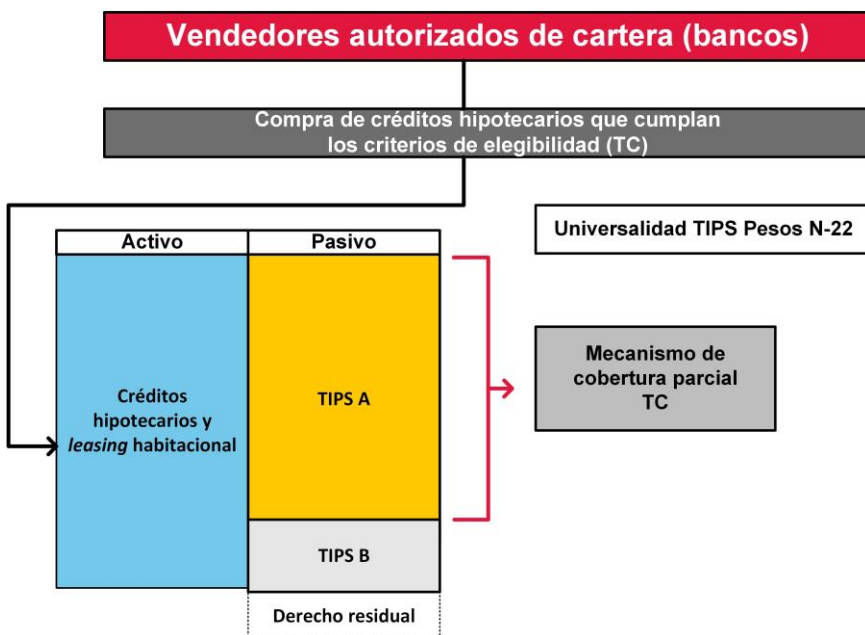 Vendedores autorizados de cartera (bancos)
Compra de créditos hipotecarios que cumplan
los criterios de elegibilidad (TC)
Universalidad TIPS Pesos N-22
Activo
Pasivo
Créditos
hipotecarios y
leasing habitacional
TIPS A
TIPS B
Derecho residual
Mecanismo de
cobertura parcial
TC